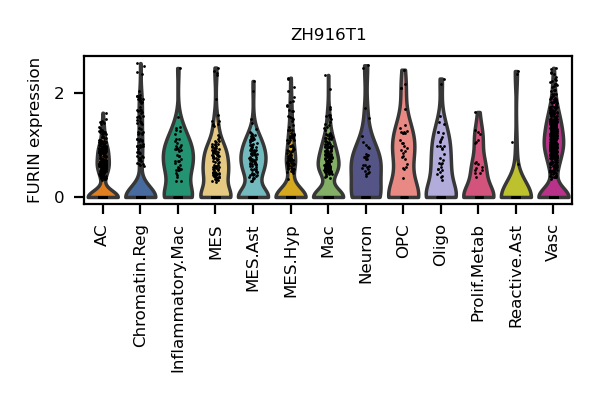 ZH916T1
FURIN expression
2
0
AC
Chromatin.Reg
Inflammatory.Mac
MES
MES.Ast
MES.Hyp
Mac
Neuron
OPC
Oligo
Prolif.Metab
Reactive.Ast
Vasc